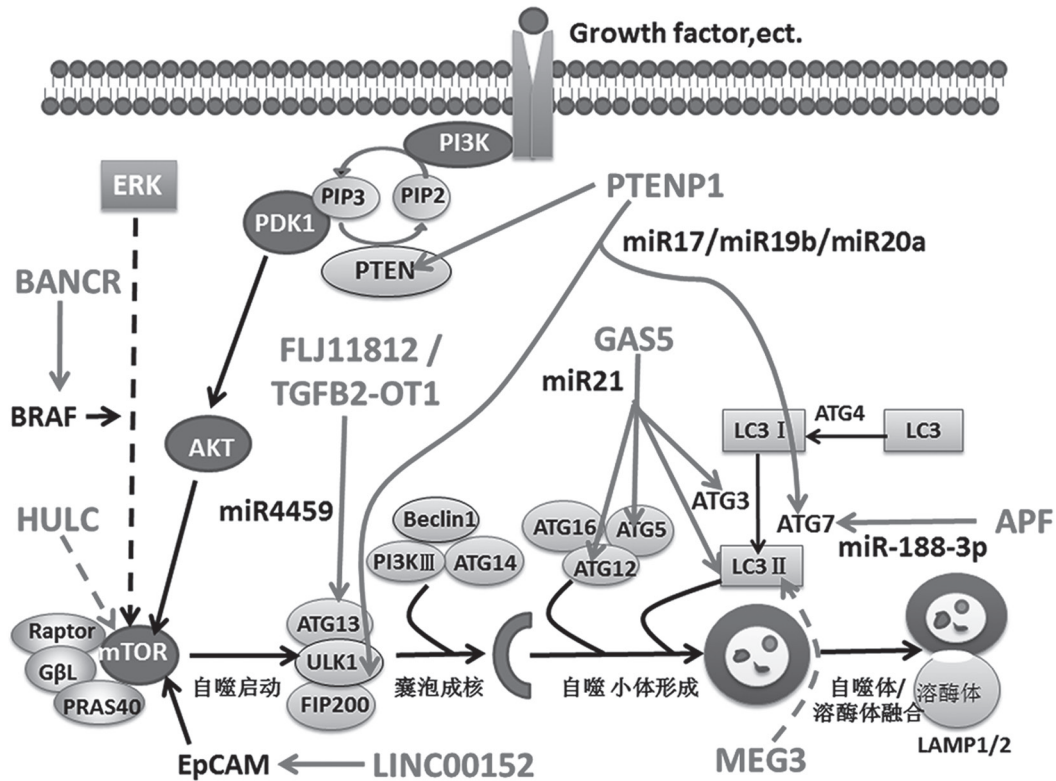 Growth factor,ect.
PI3K
ERK
PIP3
PIP2
PTENP1
PDK1
miR17/miR19b/miR20a
PTEN
BANCR
GAS5
FLJ11812 /
TGFB2-OT1
miR21
BRAF
LC3 Ⅰ
ATG4
LC3
AKT
ATG3
HULC
miR4459
Beclin1
ATG16
ATG5
ATG7
APF
miR-188-3p
PI3KⅢ
ATG14
ATG12
LC3 Ⅱ
Raptor
ATG13
mTOR
ULK1
GβL
自噬启动
囊泡成核
自噬 小体形成
自噬体/
溶酶体融合
溶酶体
PRAS40
FIP200
LAMP1/2
EpCAM
LINC00152
MEG3